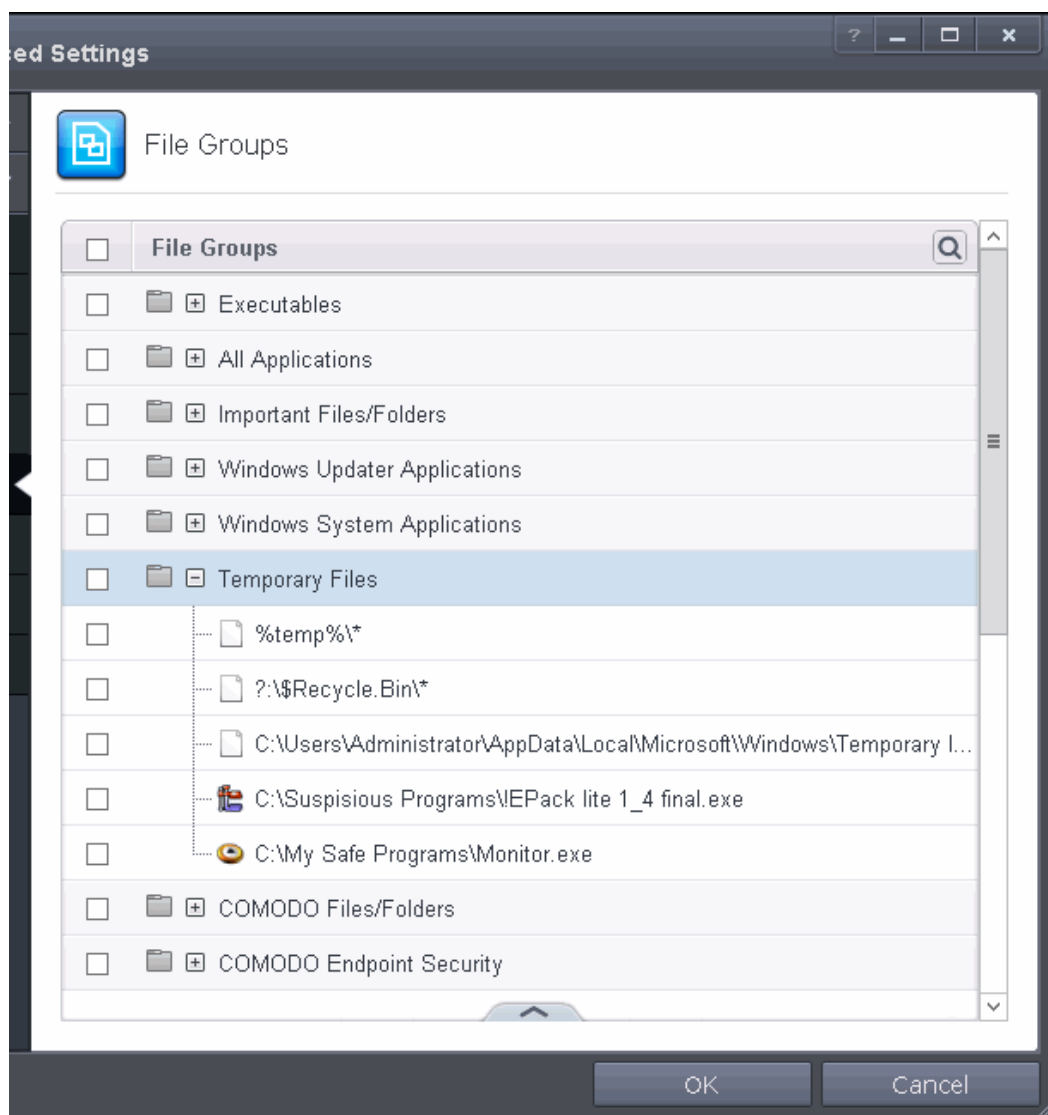 ced Settings
?
File Groups
File Groups
Executables
All Applications
Important Files/Folders
Windows Updater Applications
Windows System Applications
Temporary Files
%temp%\*
?:\$Recycle.Bin\*
C:\Users\Administrator\AppData\Local\Microsoft\Windows\Temporary I...
C:\Suspisious Programs\IEPack lite 1_4 final.exe
C:\My Safe Programs\Monitor.exe
COMODO Files/Folders
COMODO Endpoint Security
OK Cancel